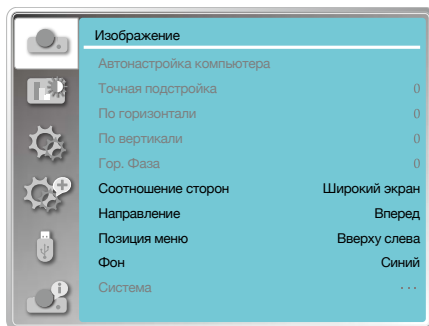 Изображение
Автонастройка компьютера
Точная подстройка 0
По горизонтали 0
По вертикали 0
Гор. Фаза 0
Соотношение сторон Широкий экран
Направление Вперед
Позиция меню Вверху слева
Фон Синий
Система ...